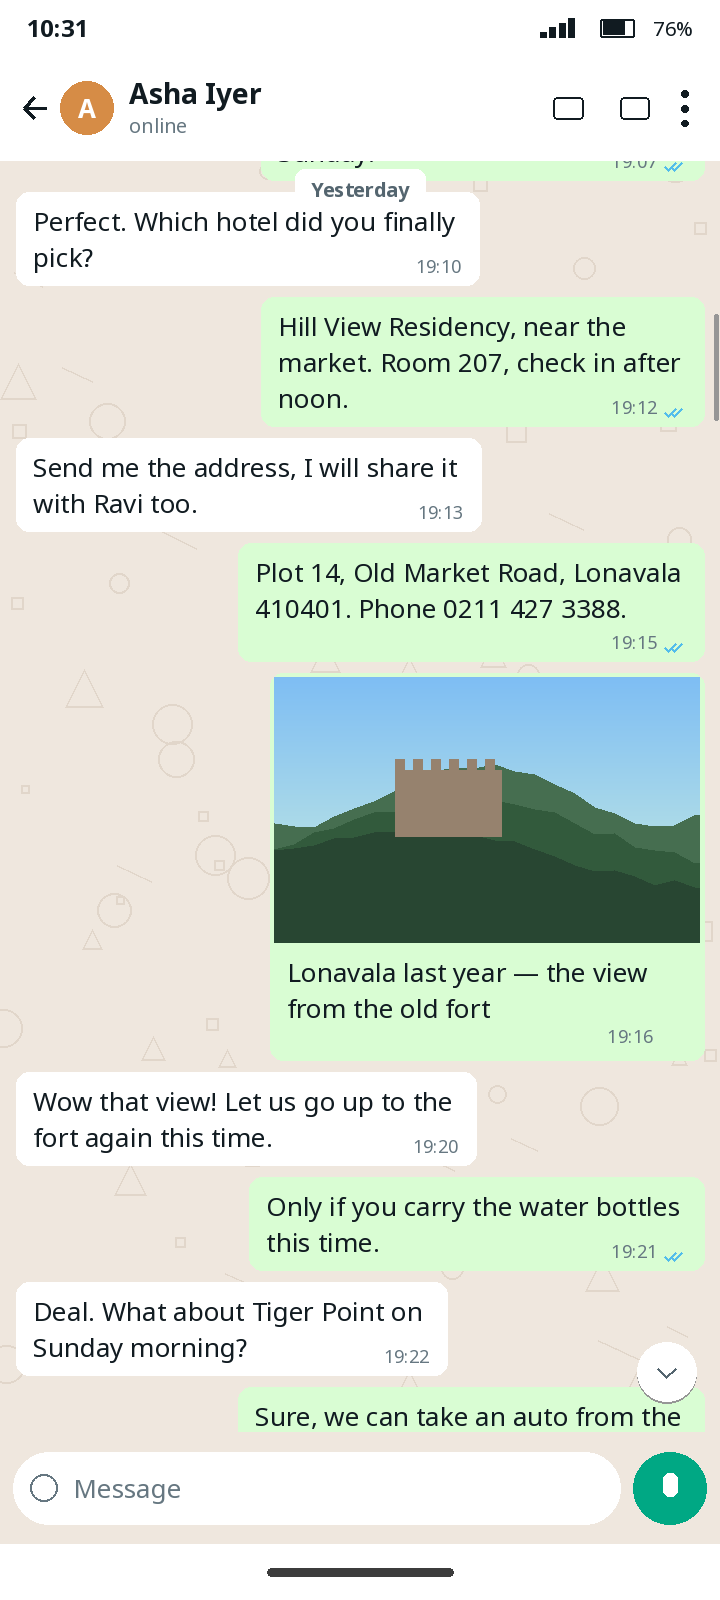 10:31
76%
A
Asha Iyer
online
19:07
Yesterday
Perfect. Which hotel did you finally
pick?
19:10
Hill View Residency, near the
market. Room 207, check in after
noon.
19:12
Send me the address, I will share it
with Ravi too.
19:13
Plot 14, Old Market Road, Lonavala
410401. Phone 0211 427 3388.
19:15
Lonavala last year — the view
from the old fort
19:16
Wow that view! Let us go up to the
fort again this time.
19:20
Only if you carry the water bottles
this time.
19:21
Deal. What about Tiger Point on
Sunday morning?
19:22
Sure, we can take an auto from the
Message